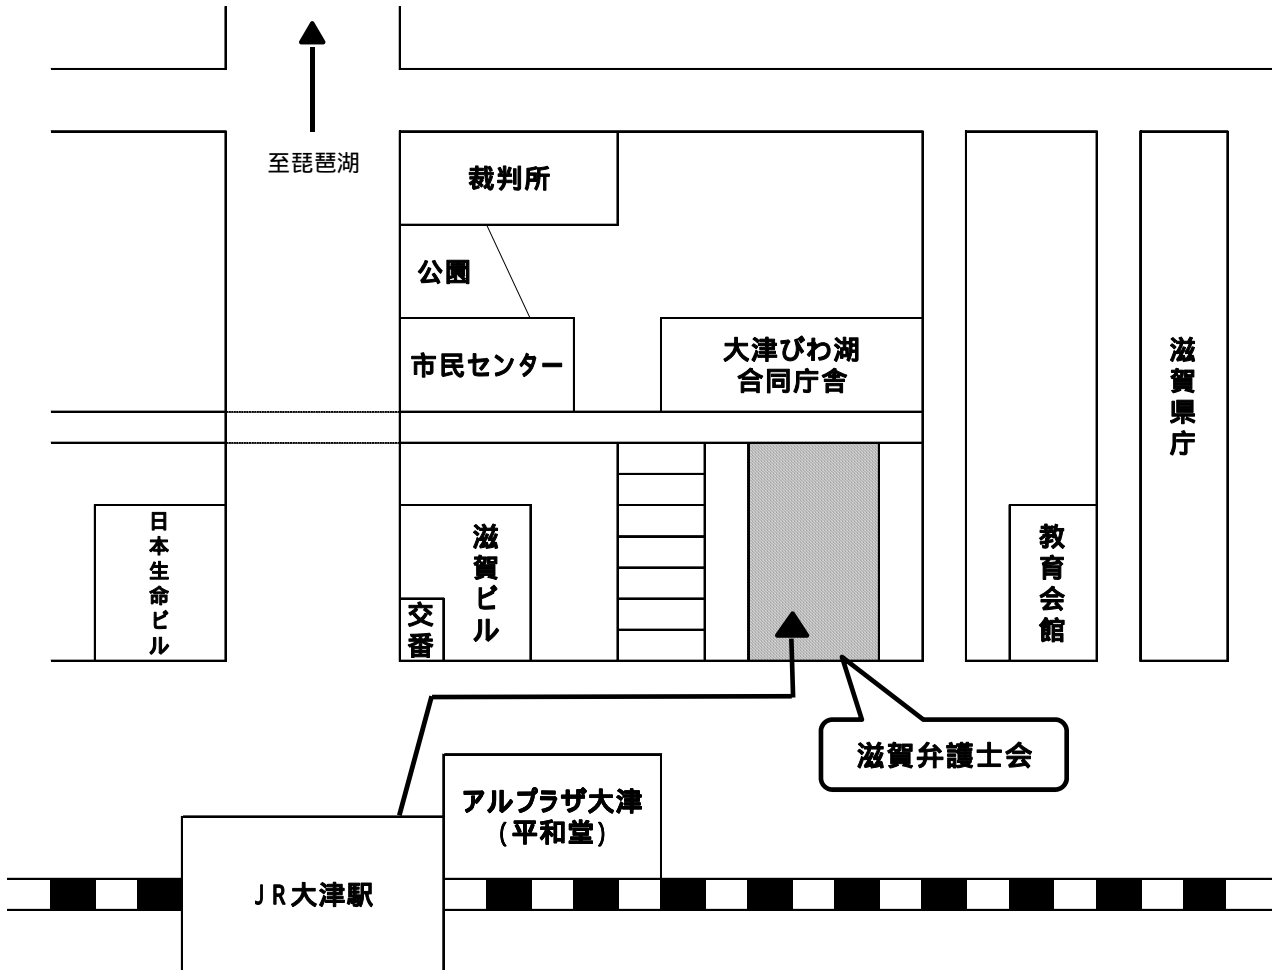 至琵琶湖
裁判所
公園
市民センター
大津びわ湖
合同庁舎
滋賀県庁
日本生命ビル
滋賀ビル
交番
教育会館
滋賀弁護士会
アルプラザ大津
(平和堂)
JR大津駅